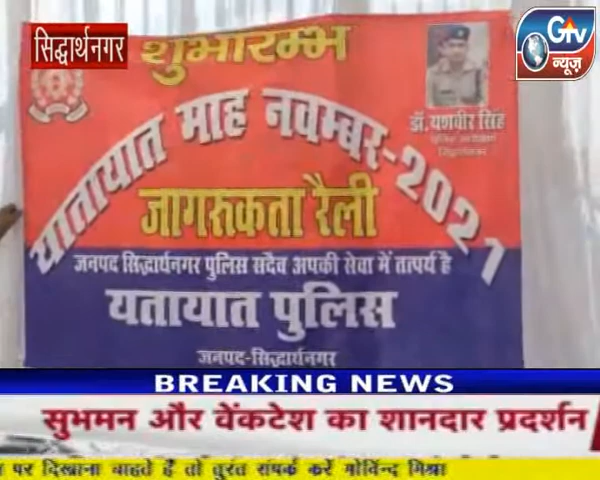 सिद्धार्थनगर
Gtv
न्यूज़
शुभारम्भ
डॉ. यशवीर सिंह
यातायात माह नवम्बर-2021
जागरूकता रैली
जनपद सिद्धार्थनगर पुलिस सदैव अपकी सेवा में तत्पर्य है
यतायात पुलिस
जनपद-सिद्धार्थनगर
BREAKING NEWS
सुभमन और वेंकटेश का शानदार प्रदर्शन
पर दिखाना चाहते हैं तो तुरंत संपर्क करें गोविन्द मिश्रा